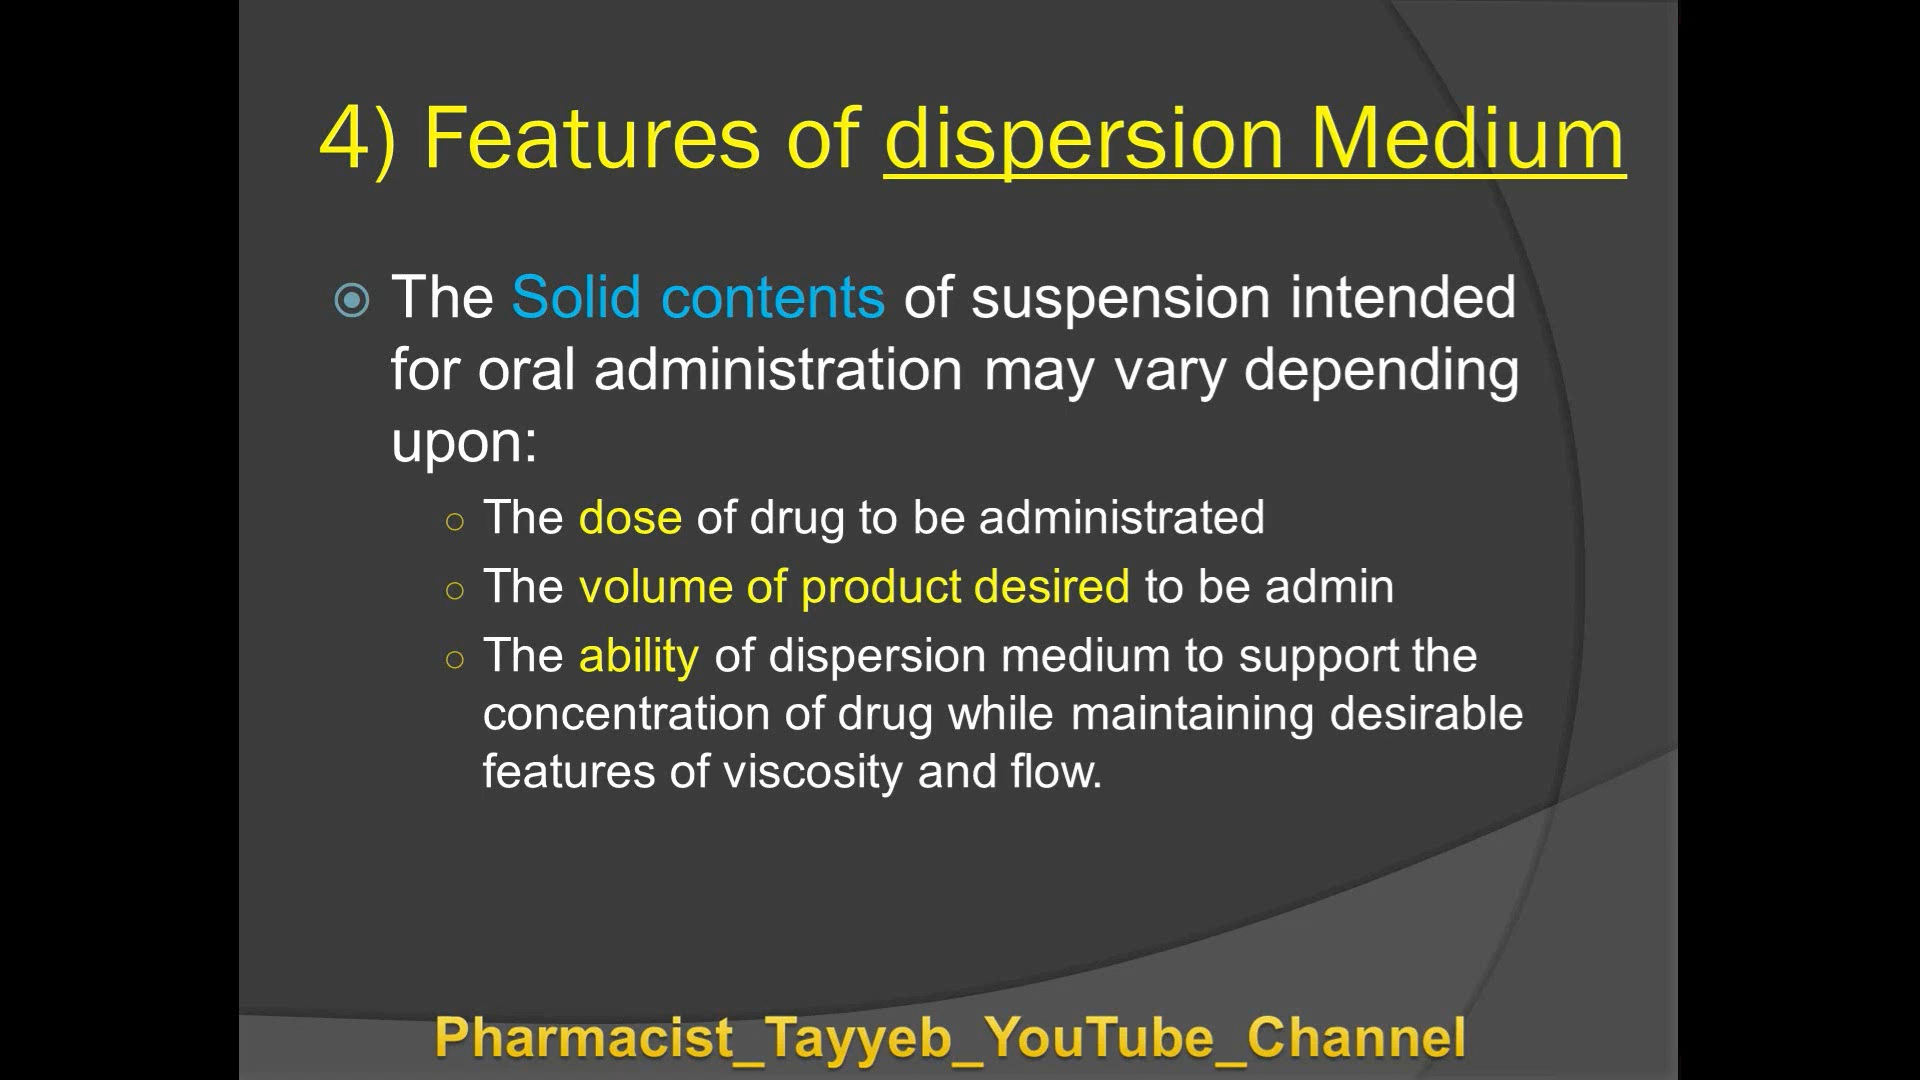 4) Features of dispersion Medium
The Solid contents of suspension intended
for oral administration may vary depending
upon:
The dose of drug to be administrated
The volume of product desired to be admin
The ability of dispersion medium to support the
concentration of drug while maintaining desirable
features of viscosity and flow.
Pharmacist_Tayyeb_YouTube_Channel